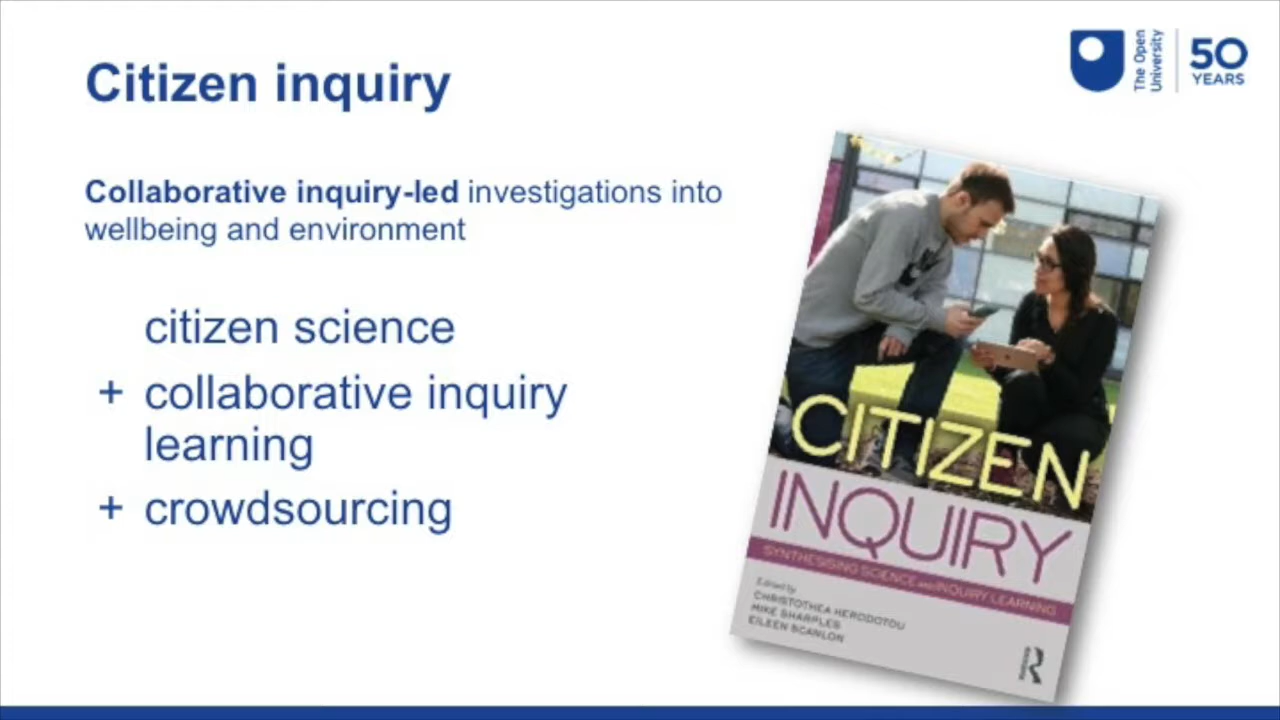 Citizen inquiry
The Open
University
50
YEARS
Collaborative inquiry-led investigations into
wellbeing and environment
citizen science
+ collaborative inquiry
learning
+ crowdsourcing
CITIZEN
INQUIRY
SYNTHESISING SCIENCE and INQUIRY LEARNING
Edited by
CHRISTOTHEA HERODOTOU
MIKE SHARPLES
EILEEN SCANLON